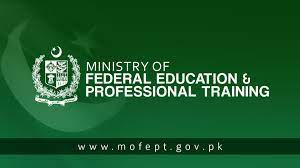 MINISTRY OF
FEDERAL EDUCATION &
PROFESSIONAL TRAINING
www.mofept.gov.pk